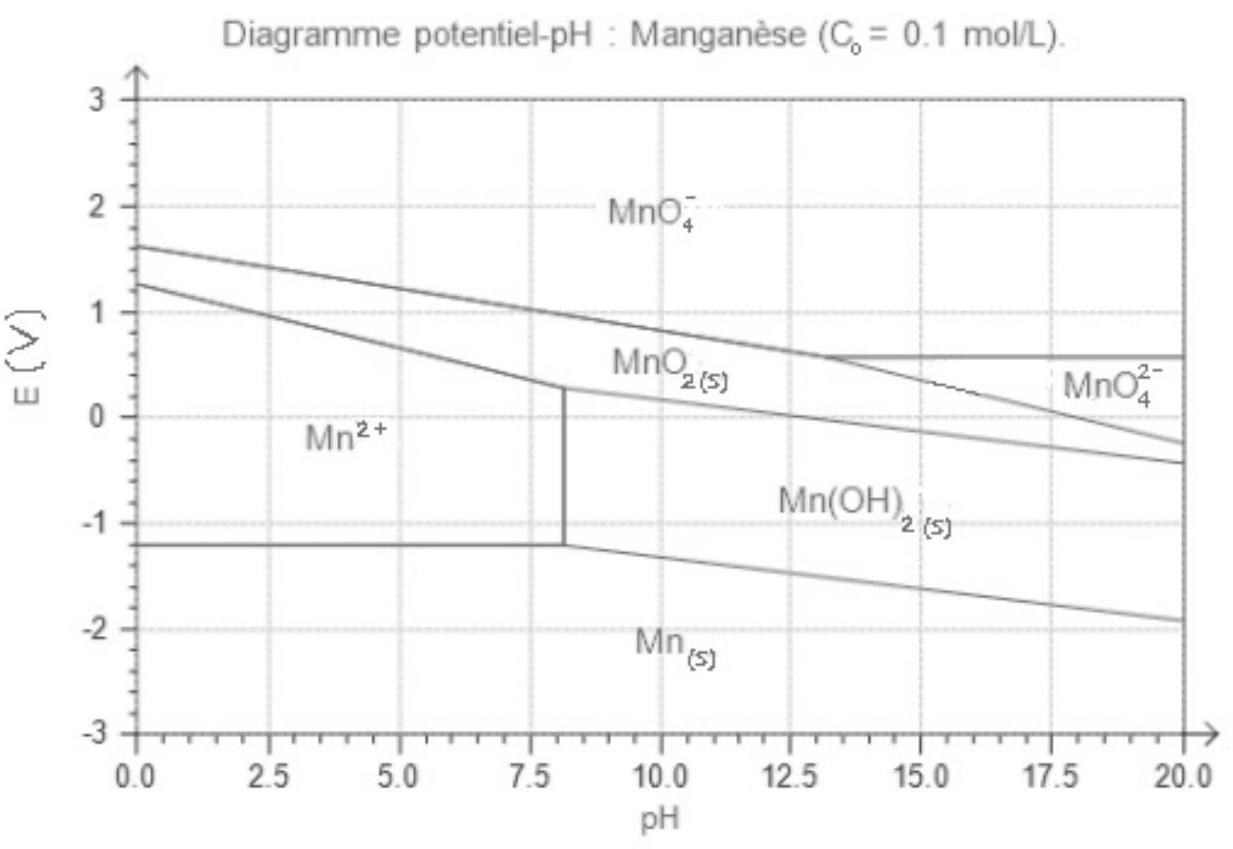 Diagramme potentiel-pH : Manganèse (C₀ = 0.1 mol/L).
3
2
1
0
-1
-2
-3
E (V)
MnO₄⁻
MnO₂(s)
MnO₄²⁻
Mn²⁺
Mn(OH)₂(s)
Mn(s)
0.0 2.5 5.0 7.5 10.0 12.5 15.0 17.5 20.0
pH